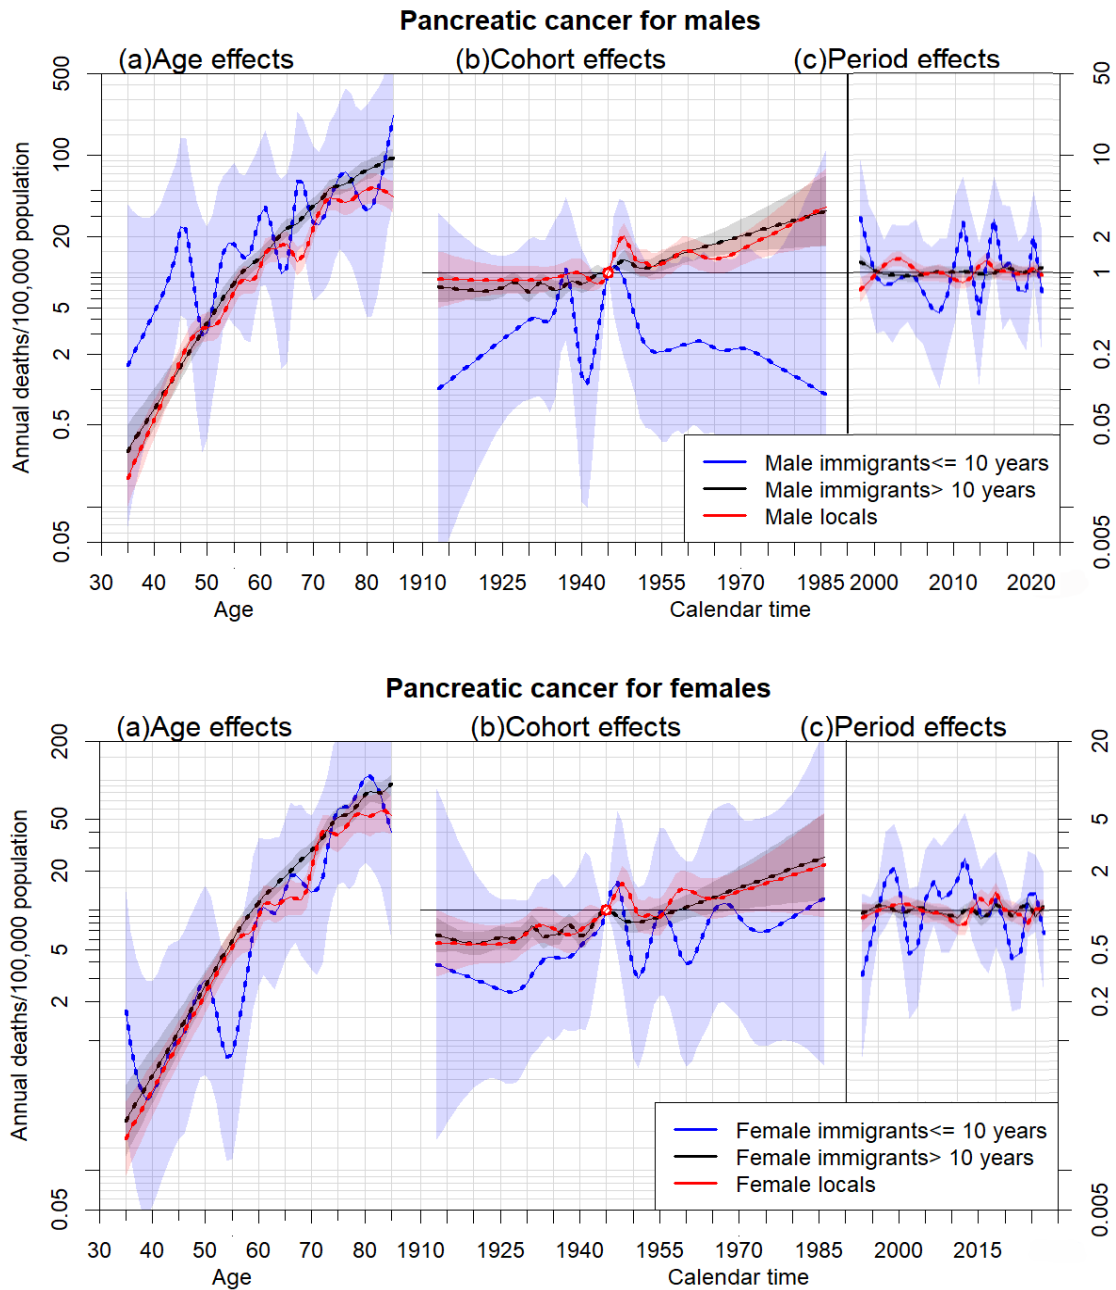 Pancreatic cancer for males
(a)Age effects (b)Cohort effects (c)Period effects
Annual deaths/100,000 population
500
100
20
5
2
0.5
0.05
50
10
2
1
0.2
0.05
0.005
Male immigrants<= 10 years
Male immigrants> 10 years
Male locals
30 40 50 60 70 80 1910 1925 1940 1955 1970 1985 2000 2010 2020
Age Calendar time
Pancreatic cancer for females
(a)Age effects (b)Cohort effects (c)Period effects
Annual deaths/100,000 population
200
50
20
5
2
0.05
20
5
2
1
0.5
0.2
0.005
Female immigrants<= 10 years
Female immigrants> 10 years
Female locals
30 40 50 60 70 80 1910 1925 1940 1955 1970 1985 2000 2015
Age Calendar time